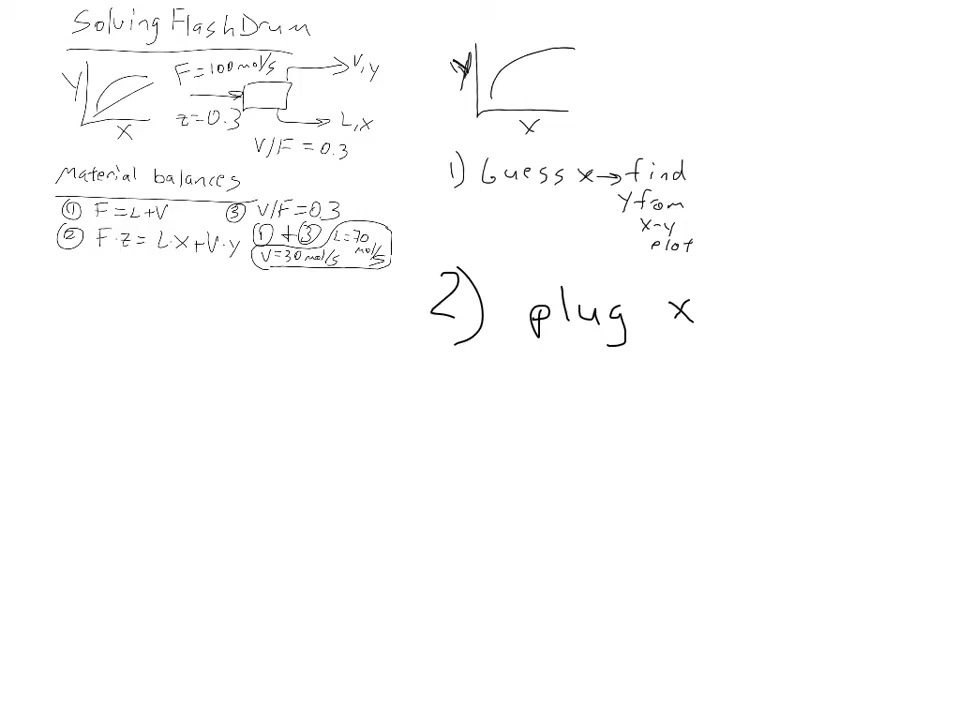 Solving Flash Drum
Y
X
F=100 mol/s
z=0.3
V,y
L,x
V/F = 0.3
Material balances
① F=L+V
③ V/F=0.3
② F·z = L·x+V·y
① + ③ L=70 mol/s
V=30 mol/s
y
X
1) Guess x→find
y from
x-y
plot
2) plug x